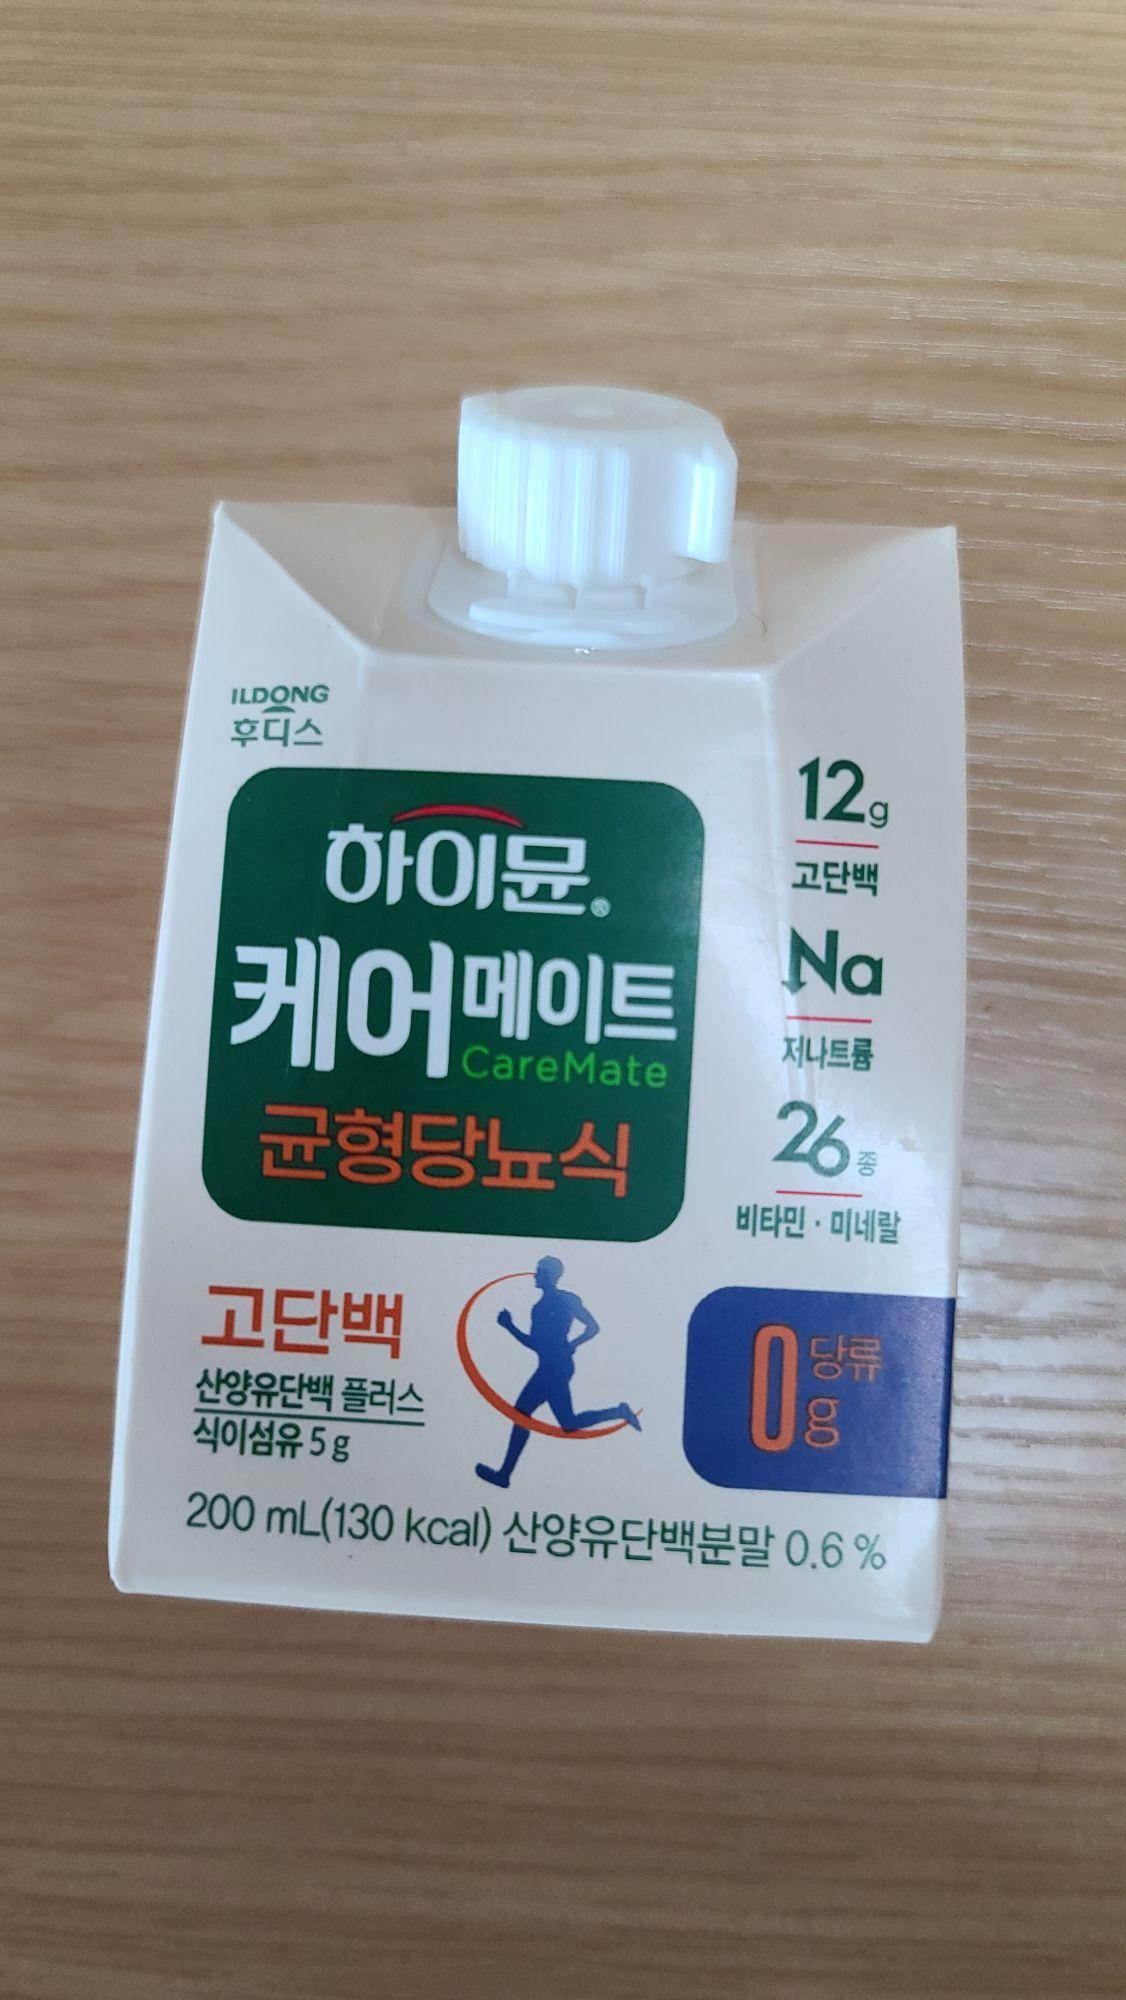 ILDONG
후디스
하이뮨®
케어메이트
CareMate
균형당뇨식
12g
고단백
Na
저나트륨
26종
비타민·미네랄
고단백
산양유단백 플러스
식이섬유 5 g
0g 당류
200 mL(130 kcal) 산양유단백분말 0.6 %